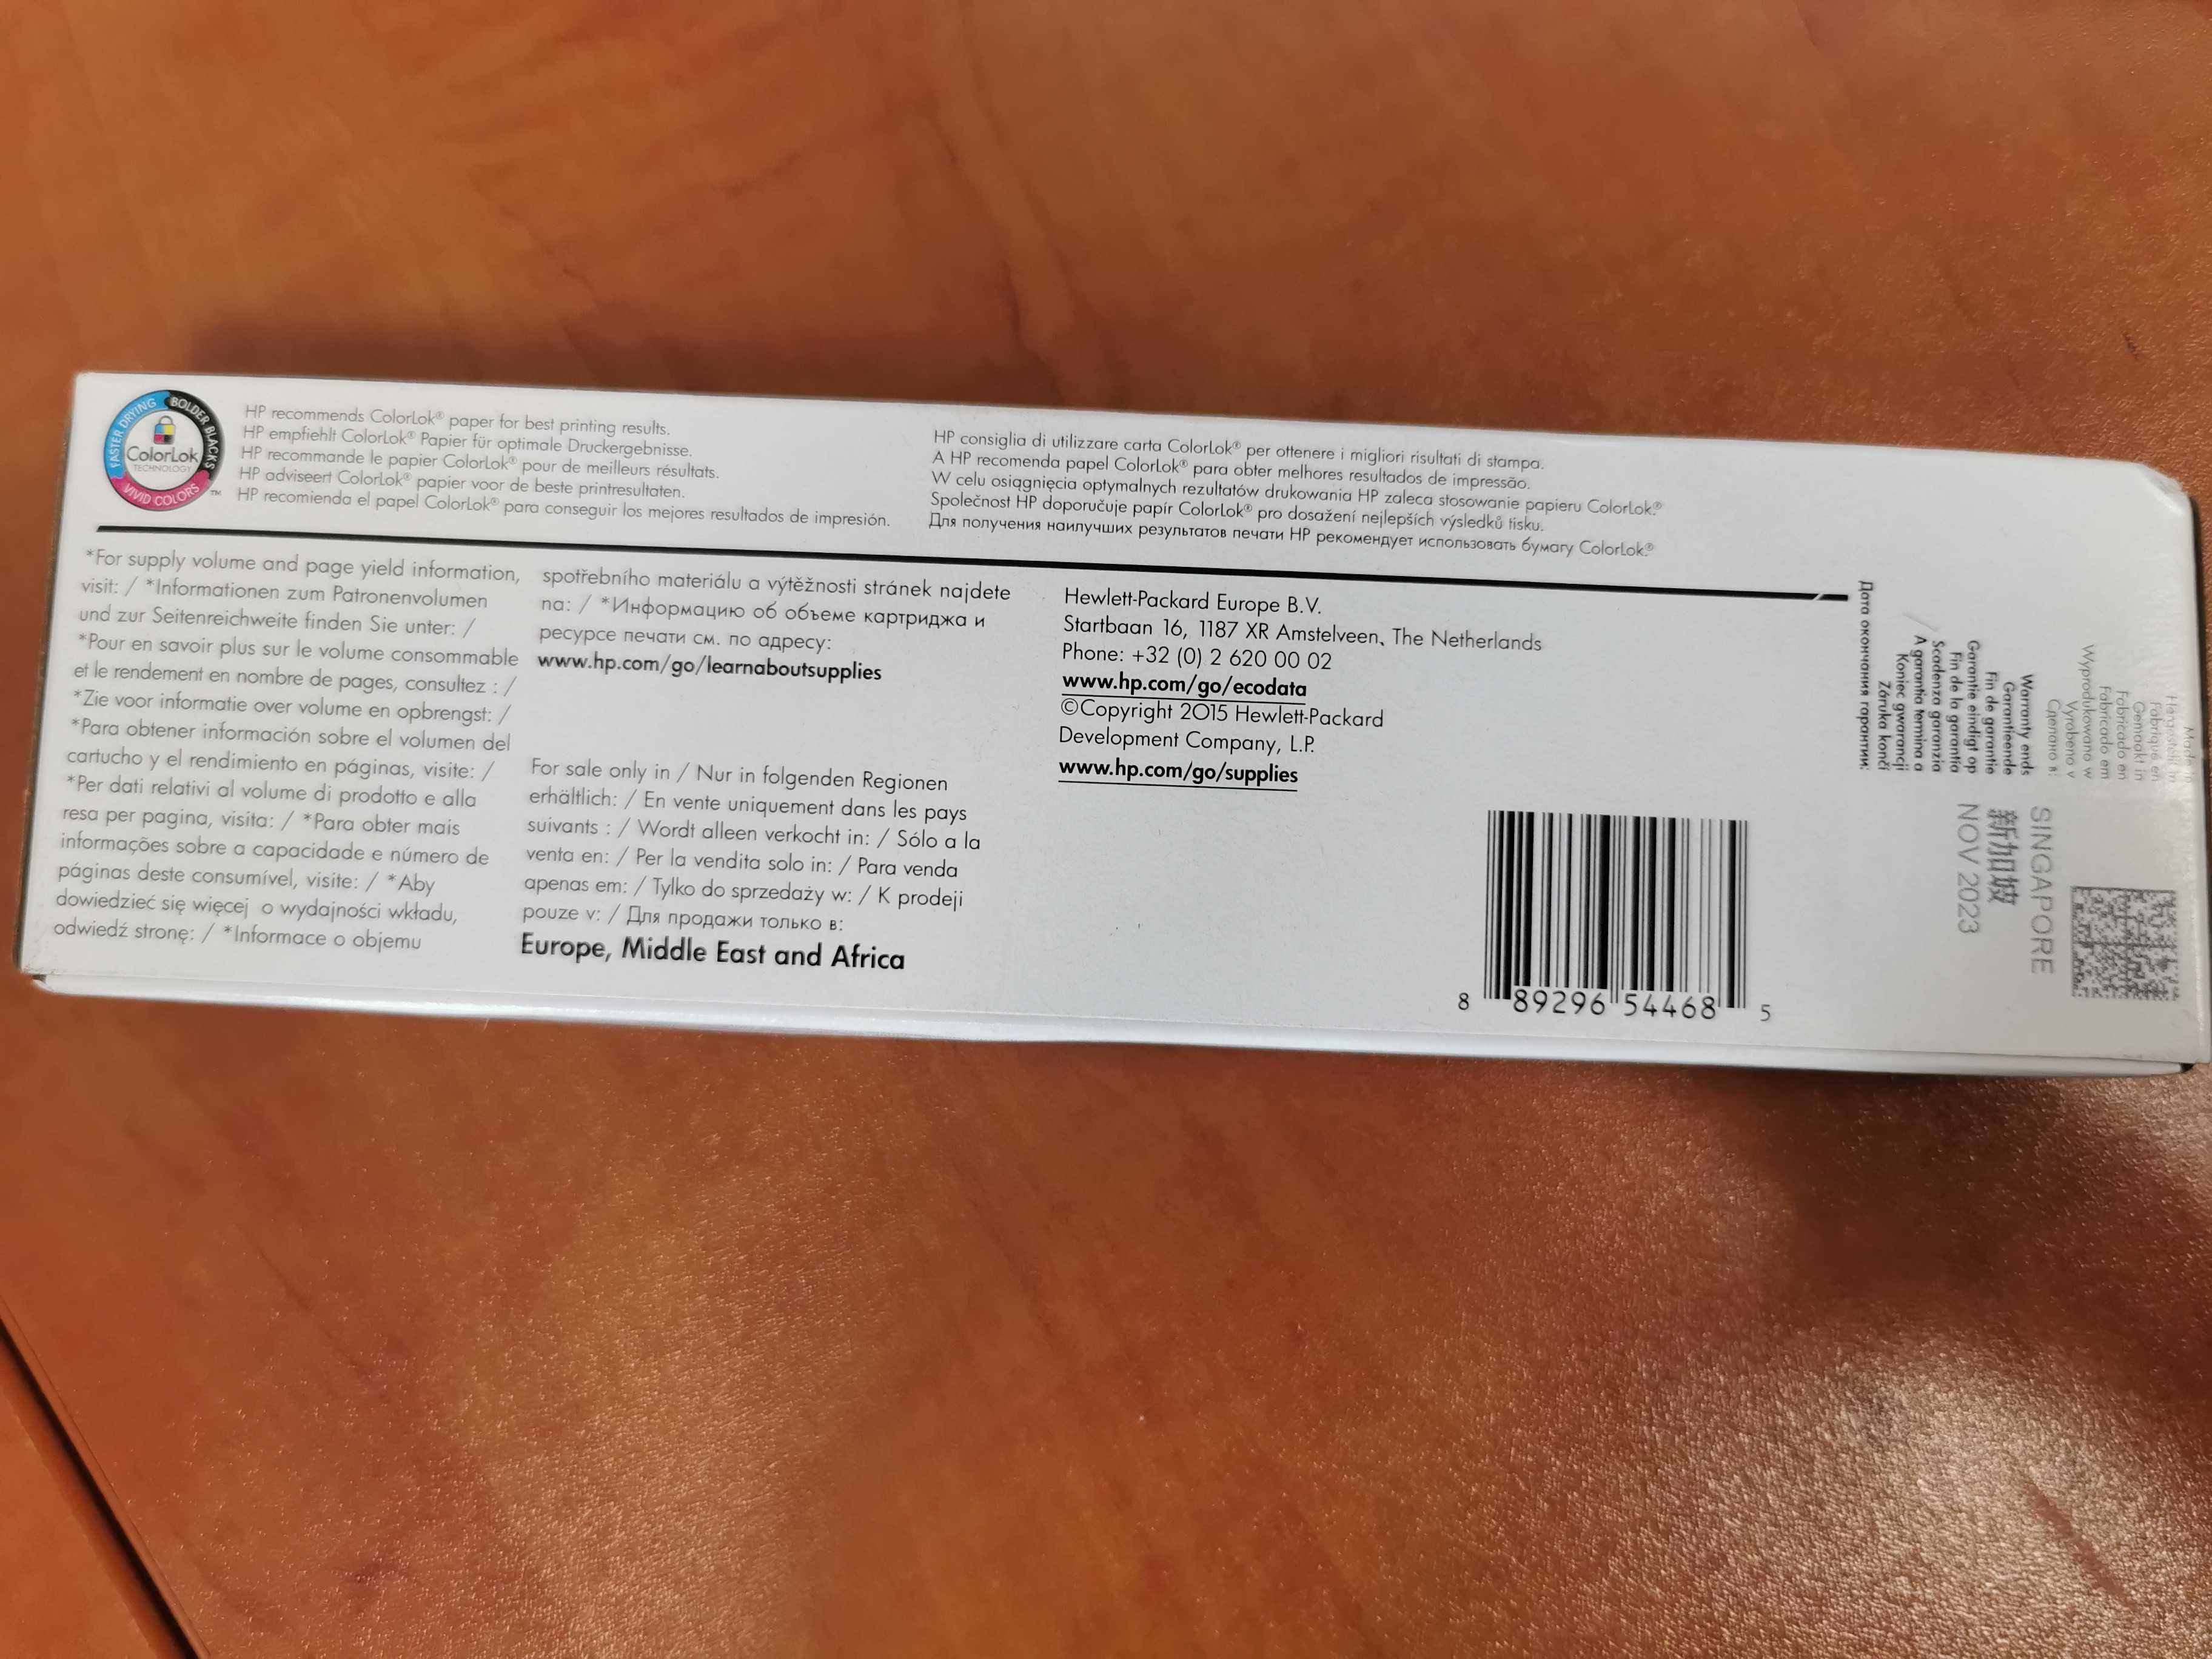 FASTER DRYING
BOLDER BLACKS
ColorLok
TECHNOLOGY
VIVID COLORS
TM
HP recommends ColorLok® paper for best printing results.
HP empfiehlt ColorLok® Papier für optimale Druckergebnisse.
HP recommande le papier ColorLok® pour de meilleurs résultats.
HP adviseert ColorLok® papier voor de beste printresultaten.
HP recomienda el papel ColorLok® para conseguir los mejores resultados de impresión.
HP consiglia di utilizzare carta ColorLok® per ottenere i migliori risultati di stampa.
A HP recomenda papel ColorLok® para obter melhores resultados de impressão.
W celu osiągnięcia optymalnych rezultatów drukowania HP zaleca stosowanie papieru ColorLok.®
Společnost HP doporučuje papír ColorLok® pro dosažení nejlepších výsledků tisku.
Для получения наилучших результатов печати HP рекомендует использовать бумагу ColorLok.®
*For supply volume and page yield information,
visit: / *Informationen zum Patronenvolumen
und zur Seitenreichweite finden Sie unter: /
*Pour en savoir plus sur le volume consommable
et le rendement en nombre de pages, consultez : /
*Zie voor informatie over volume en opbrengst: /
*Para obtener información sobre el volumen del
cartucho y el rendimiento en páginas, visite: /
*Per dati relativi al volume di prodotto e alla
resa per pagina, visita: / *Para obter mais
informações sobre a capacidade e número de
páginas deste consumível, visite: / *Aby
dowiedzieć się więcej o wydajności wkładu,
odwiedź stronę: / *Informace o objemu
spotřebního materiálu a výtěžnosti stránek najdete
na: / *Информацию об объеме картриджа и
ресурсе печати см. по адресу:
www.hp.com/go/learnaboutsupplies
For sale only in / Nur in folgenden Regionen
erhältlich: / En vente uniquement dans les pays
suivants : / Wordt alleen verkocht in: / Sólo a la
venta en: / Per la vendita solo in: / Para venda
apenas em: / Tylko do sprzedaży w: / K prodeji
pouze v: / Для продажи только в:
Europe, Middle East and Africa
Hewlett-Packard Europe B.V.
Startbaan 16, 1187 XR Amstelveen, The Netherlands
Phone: +32 (0) 2 620 00 02
www.hp.com/go/ecodata
©Copyright 2015 Hewlett-Packard
Development Company, L.P.
www.hp.com/go/supplies
8 89296 54468 5
Hergestellt in
Fabriqué en
Gemaakt in
Fabricado en
Fabricado em
Wyprodukowano w
Vyrobeno v
Сделано в:
SINGAPORE
新加坡
Warranty ends
Garantieende
Fin de garantie
Garantie eindigt op
Fin de la garantía
Scadenza garanzia
A garantia termina a
Koniec gwarancji
Záruka končí
Дата окончания гарантии:
NOV 2023